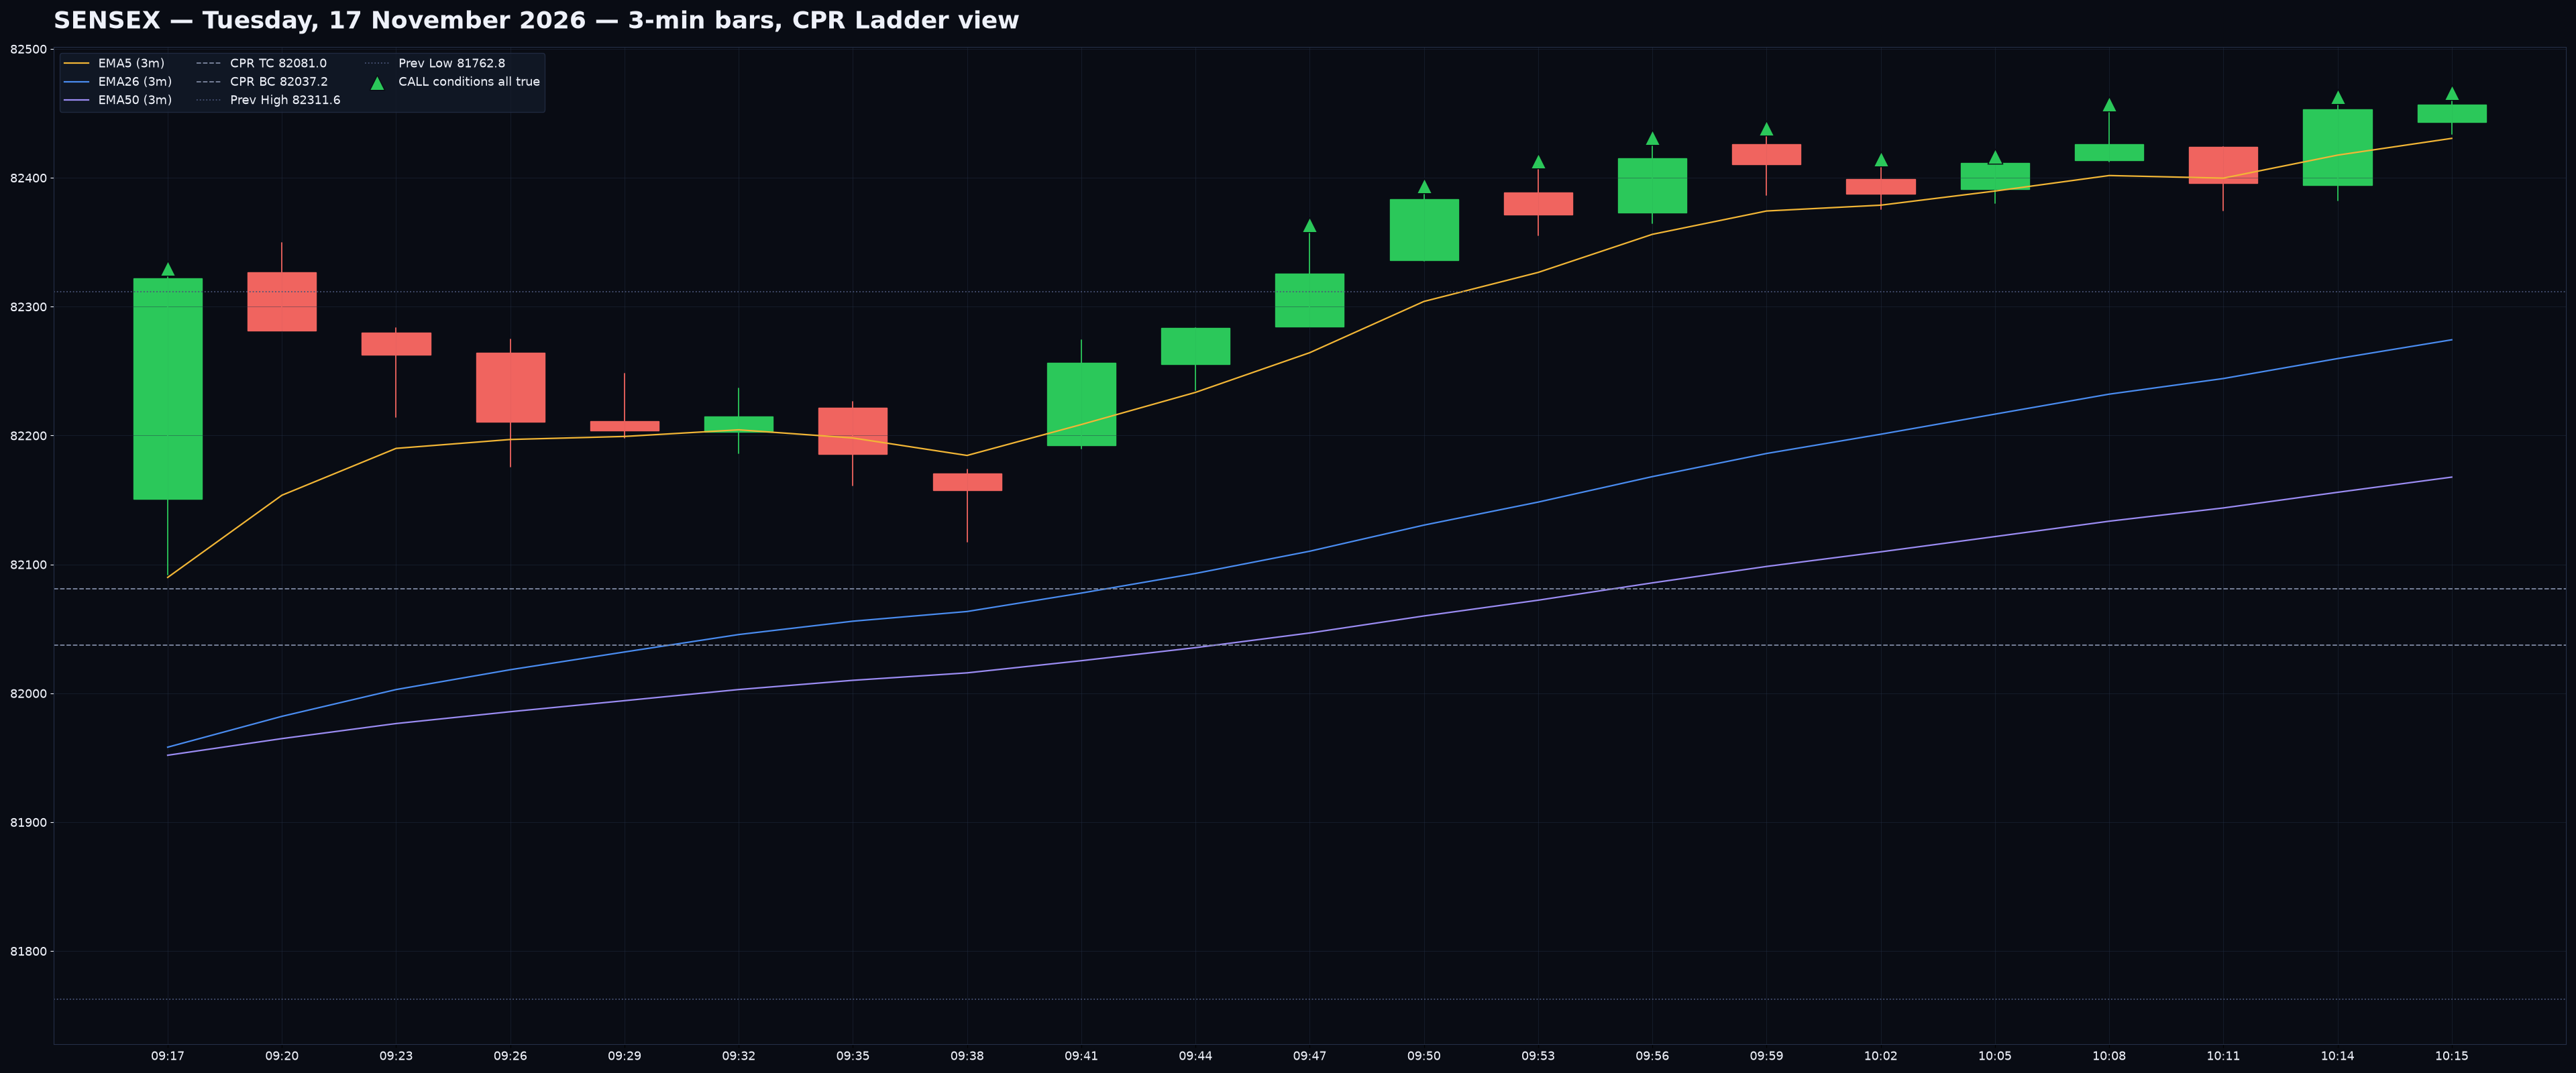 SENSEX — Tuesday, 17 November 2026 — 3-min bars, CPR Ladder view
EMA5 (3m)
EMA26 (3m)
EMA50 (3m)
CPR TC 82081.0
CPR BC 82037.2
Prev High 82311.6
Prev Low 81762.8
CALL conditions all true
82500
82400
82300
82200
82100
82000
81900
81800
09:17 09:20 09:23 09:26 09:29 09:32 09:35 09:38 09:41 09:44 09:47 09:50 09:53 09:56 09:59 10:02 10:05 10:08 10:11 10:14 10:15